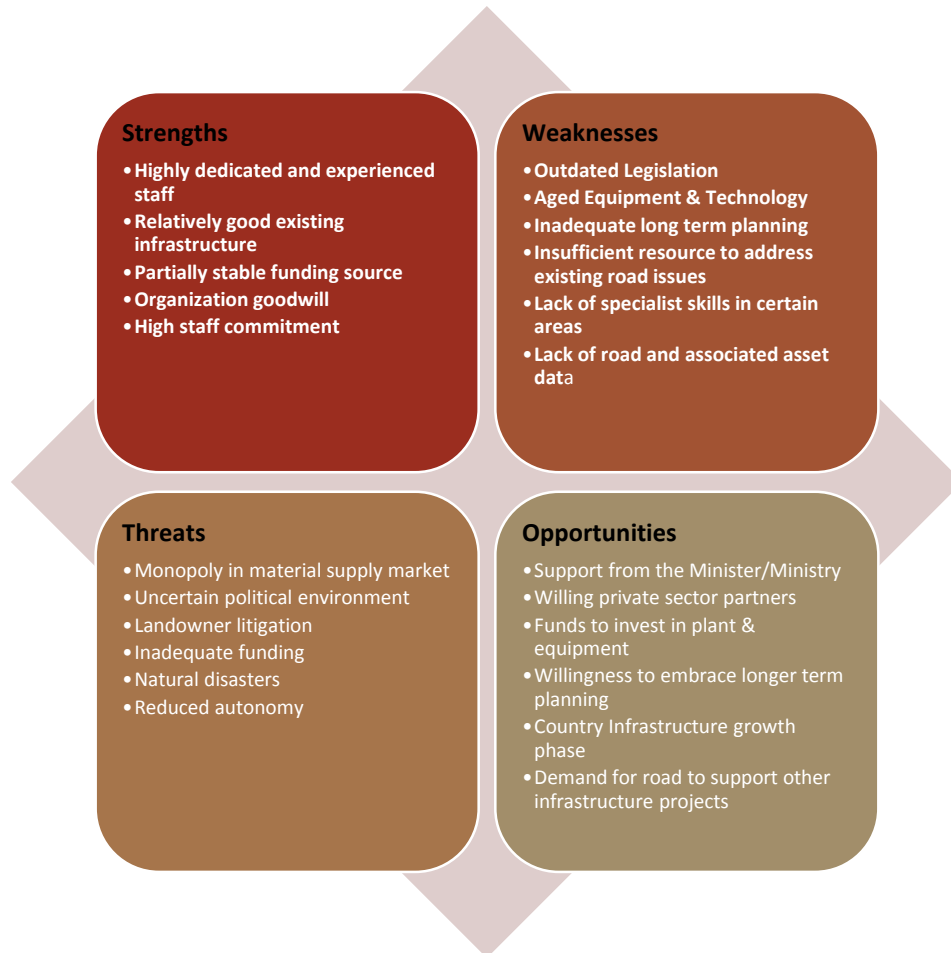 Strengths
•Highly dedicated and experienced
staff
•Relatively good existing
infrastructure
•Partially stable funding source
•Organization goodwill
•High staff commitment
Weaknesses
•Outdated Legislation
•Aged Equipment & Technology
•Inadequate long term planning
•Insufficient resource to address
existing road issues
•Lack of specialist skills in certain
areas
•Lack of road and associated asset
data
Threats
•Monopoly in material supply market
•Uncertain political environment
•Landowner litigation
•Inadequate funding
•Natural disasters
•Reduced autonomy
Opportunities
•Support from the Minister/Ministry
•Willing private sector partners
•Funds to invest in plant &
equipment
•Willingness to embrace longer term
planning
•Country Infrastructure growth
phase
•Demand for road to support other
infrastructure projects